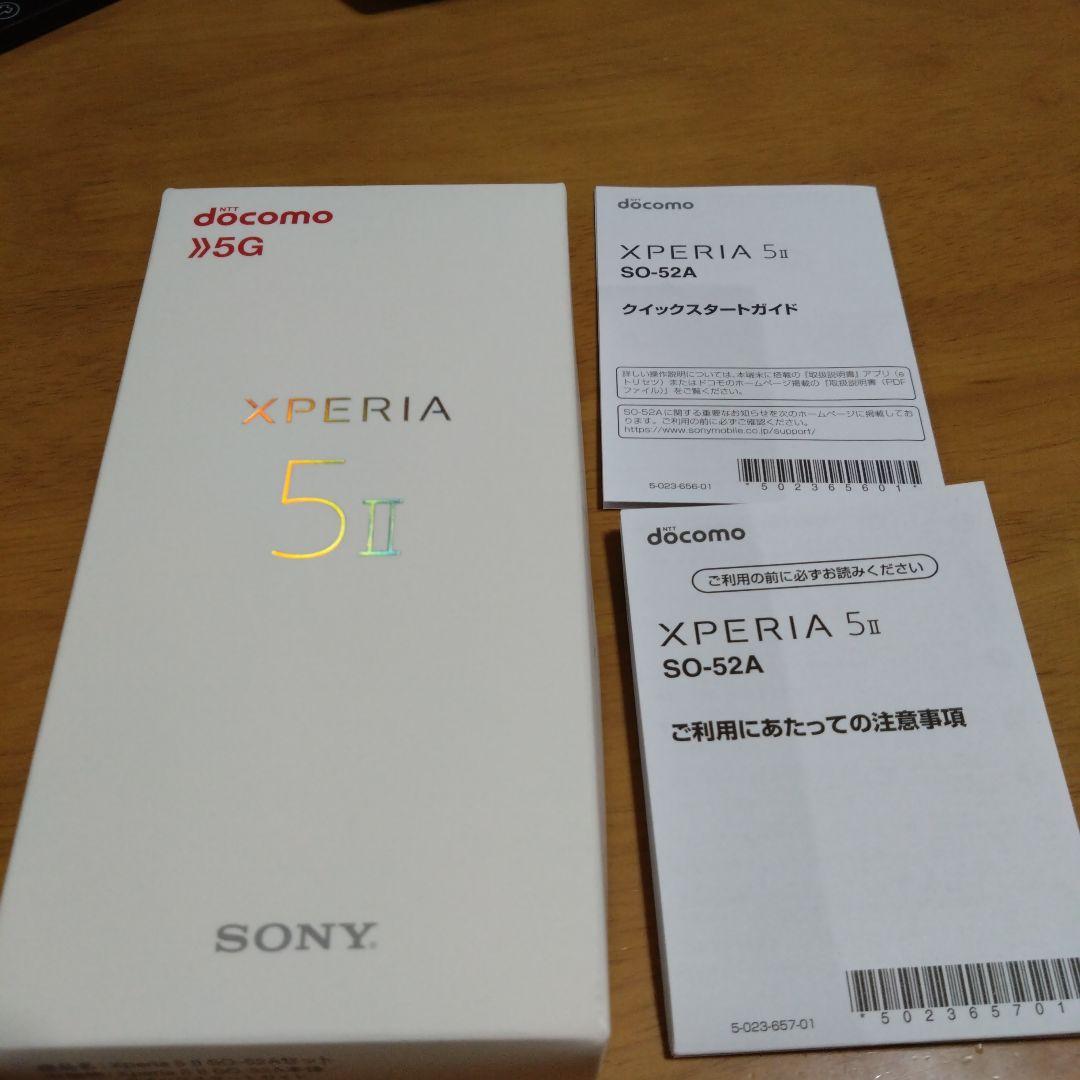 NTT
docomo
5G
XPERIA
5 II
SONY
NTT
docomo
XPERIA 5 II
SO-52A
クイックスタートガイド
詳しい操作説明については、本端末に搭載の『取扱説明書』アプリ(e
トリセツ)またはドコモのホームページ掲載の『取扱説明書(PDF
ファイル)』をご覧ください。
SO-52Aに関する重要なお知らせを次のホームページに掲載してお
ります。ご利用の前に必ずご確認ください。
https://www.sonymobile.co.jp/support/
5-023-656-01
*502365601*
NTT
docomo
ご利用の前に必ずお読みください
XPERIA 5 II
SO-52A
ご利用にあたっての注意事項
5-023-657-01
*502365701